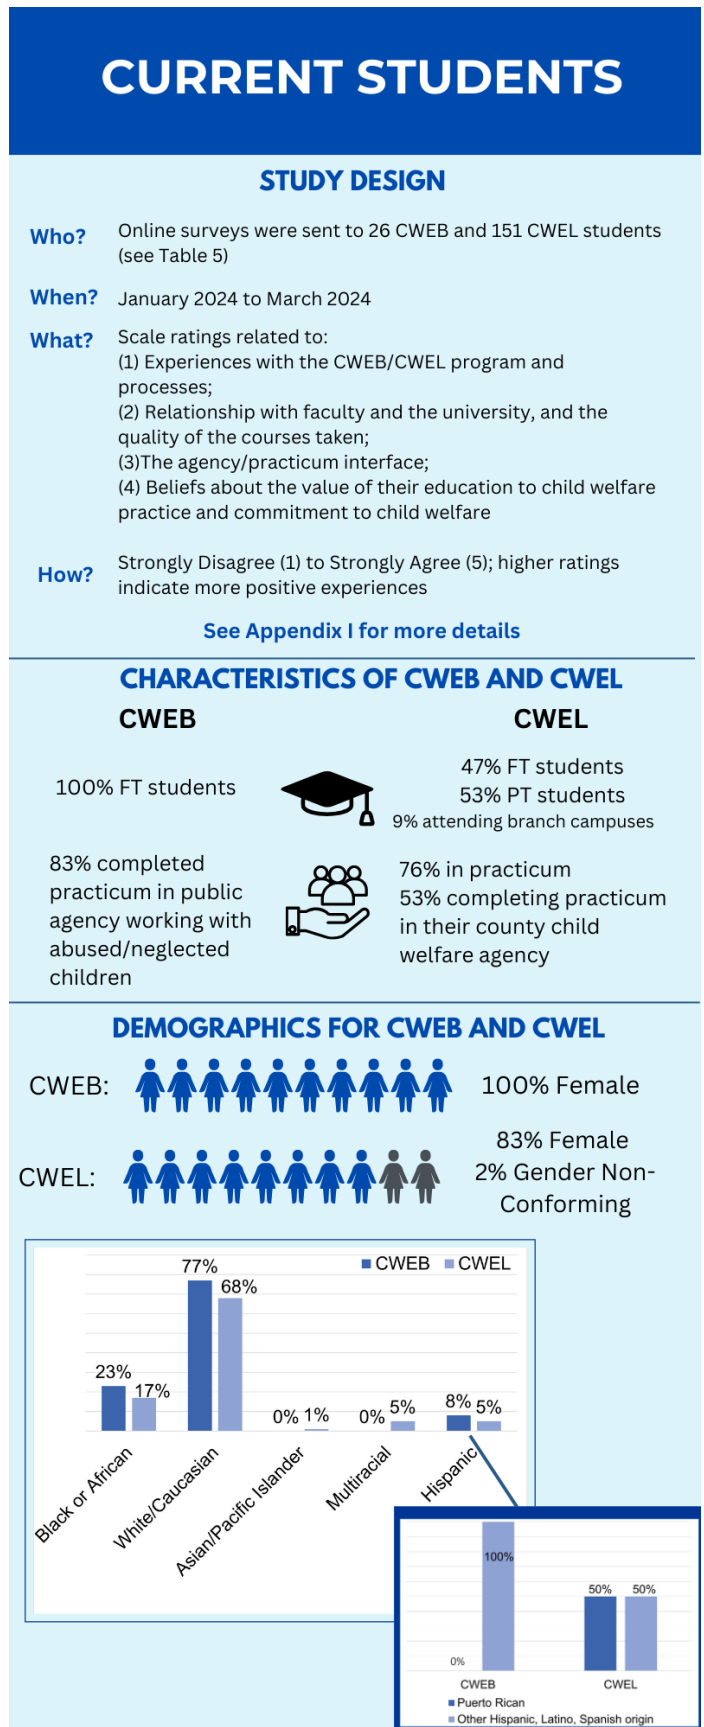 CURRENT STUDENTS
STUDY DESIGN
Who?
Online surveys were sent to 26 CWEB and 151 CWEL students
(see Table 5)
When?
January 2024 to March 2024
What?
Scale ratings related to:
(1) Experiences with the CWEB/CWEL program and
processes;
(2) Relationship with faculty and the university, and the
quality of the courses taken;
(3)The agency/practicum interface;
(4) Beliefs about the value of their education to child welfare
practice and commitment to child welfare
How?
Strongly Disagree (1) to Strongly Agree (5); higher ratings
indicate more positive experiences
See Appendix I for more details
CHARACTERISTICS OF CWEB AND CWEL
CWEB
100% FT students
83% completed
practicum in public
agency working with
abused/neglected
children
CWEL
47% FT students
53% PT students
9% attending branch campuses
76% in practicum
53% completing practicum
in their county child
welfare agency
DEMOGRAPHICS FOR CWEB AND CWEL
CWEB:
100% Female
CWEL:
83% Female
2% Gender Non-
Conforming
CWEB CWEL
23% 17%
77% 68%
0% 1%
0% 5%
8% 5%
Black or African
White/Caucasian
Asian/Pacific Islander
Multiracial
Hispanic
0% 100%
50% 50%
CWEB CWEL
Puerto Rican
Other Hispanic, Latino, Spanish origin